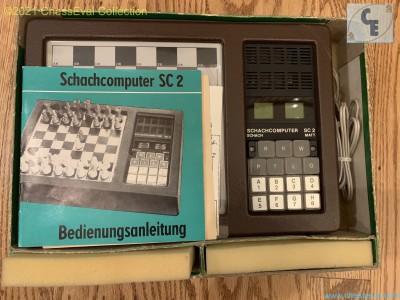 ©2021 ChessEval Collection
CE
Schachcomputer SC 2
Bedienungsanleitung
SCHACHCOMPUTER SC 2
SCHACH MATT
A B C D
1 2 3 4
E F G H
5 6 7 8